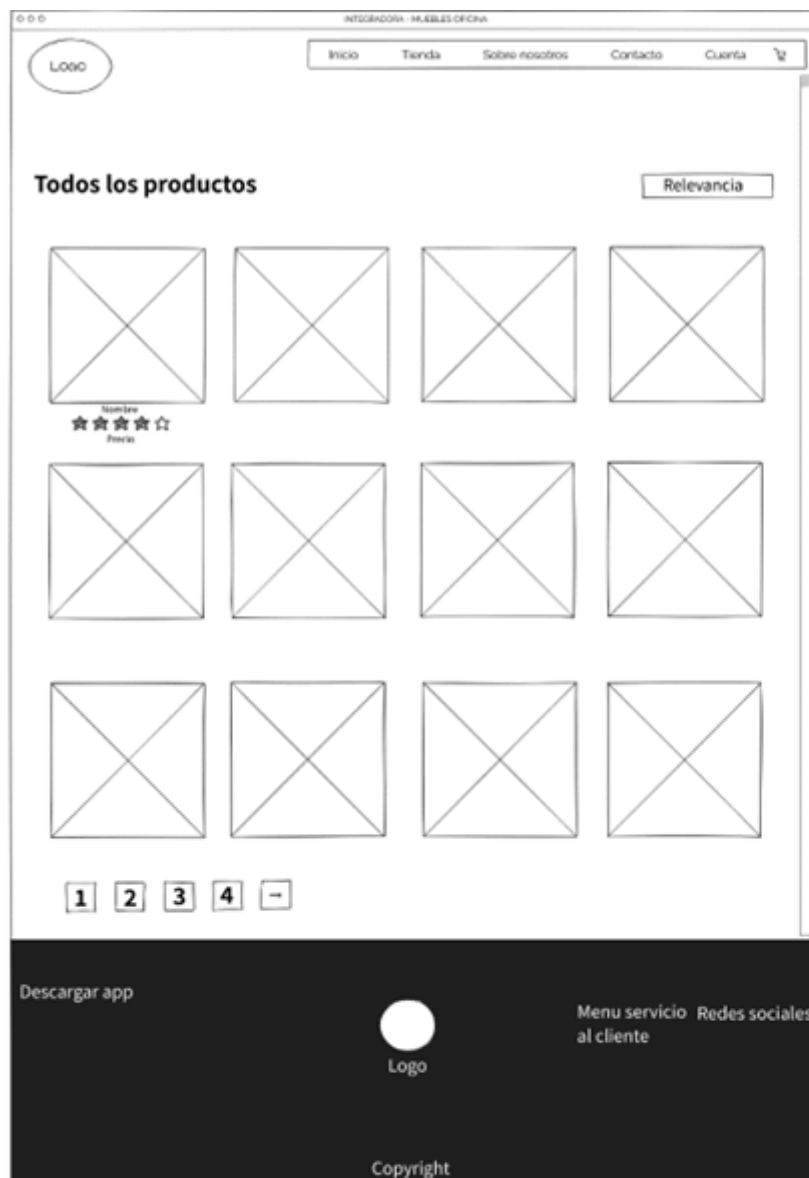 INTEGRADORA - MUEBLES OFICINA
LOGO
Inicio Tienda Sobre nosotros Contacto Cuenta
Todos los productos
Relevancia
Nombre
Precio
1 2 3 4 →
Descargar app
Menu servicio
al cliente
Redes sociales
Logo
Copyright